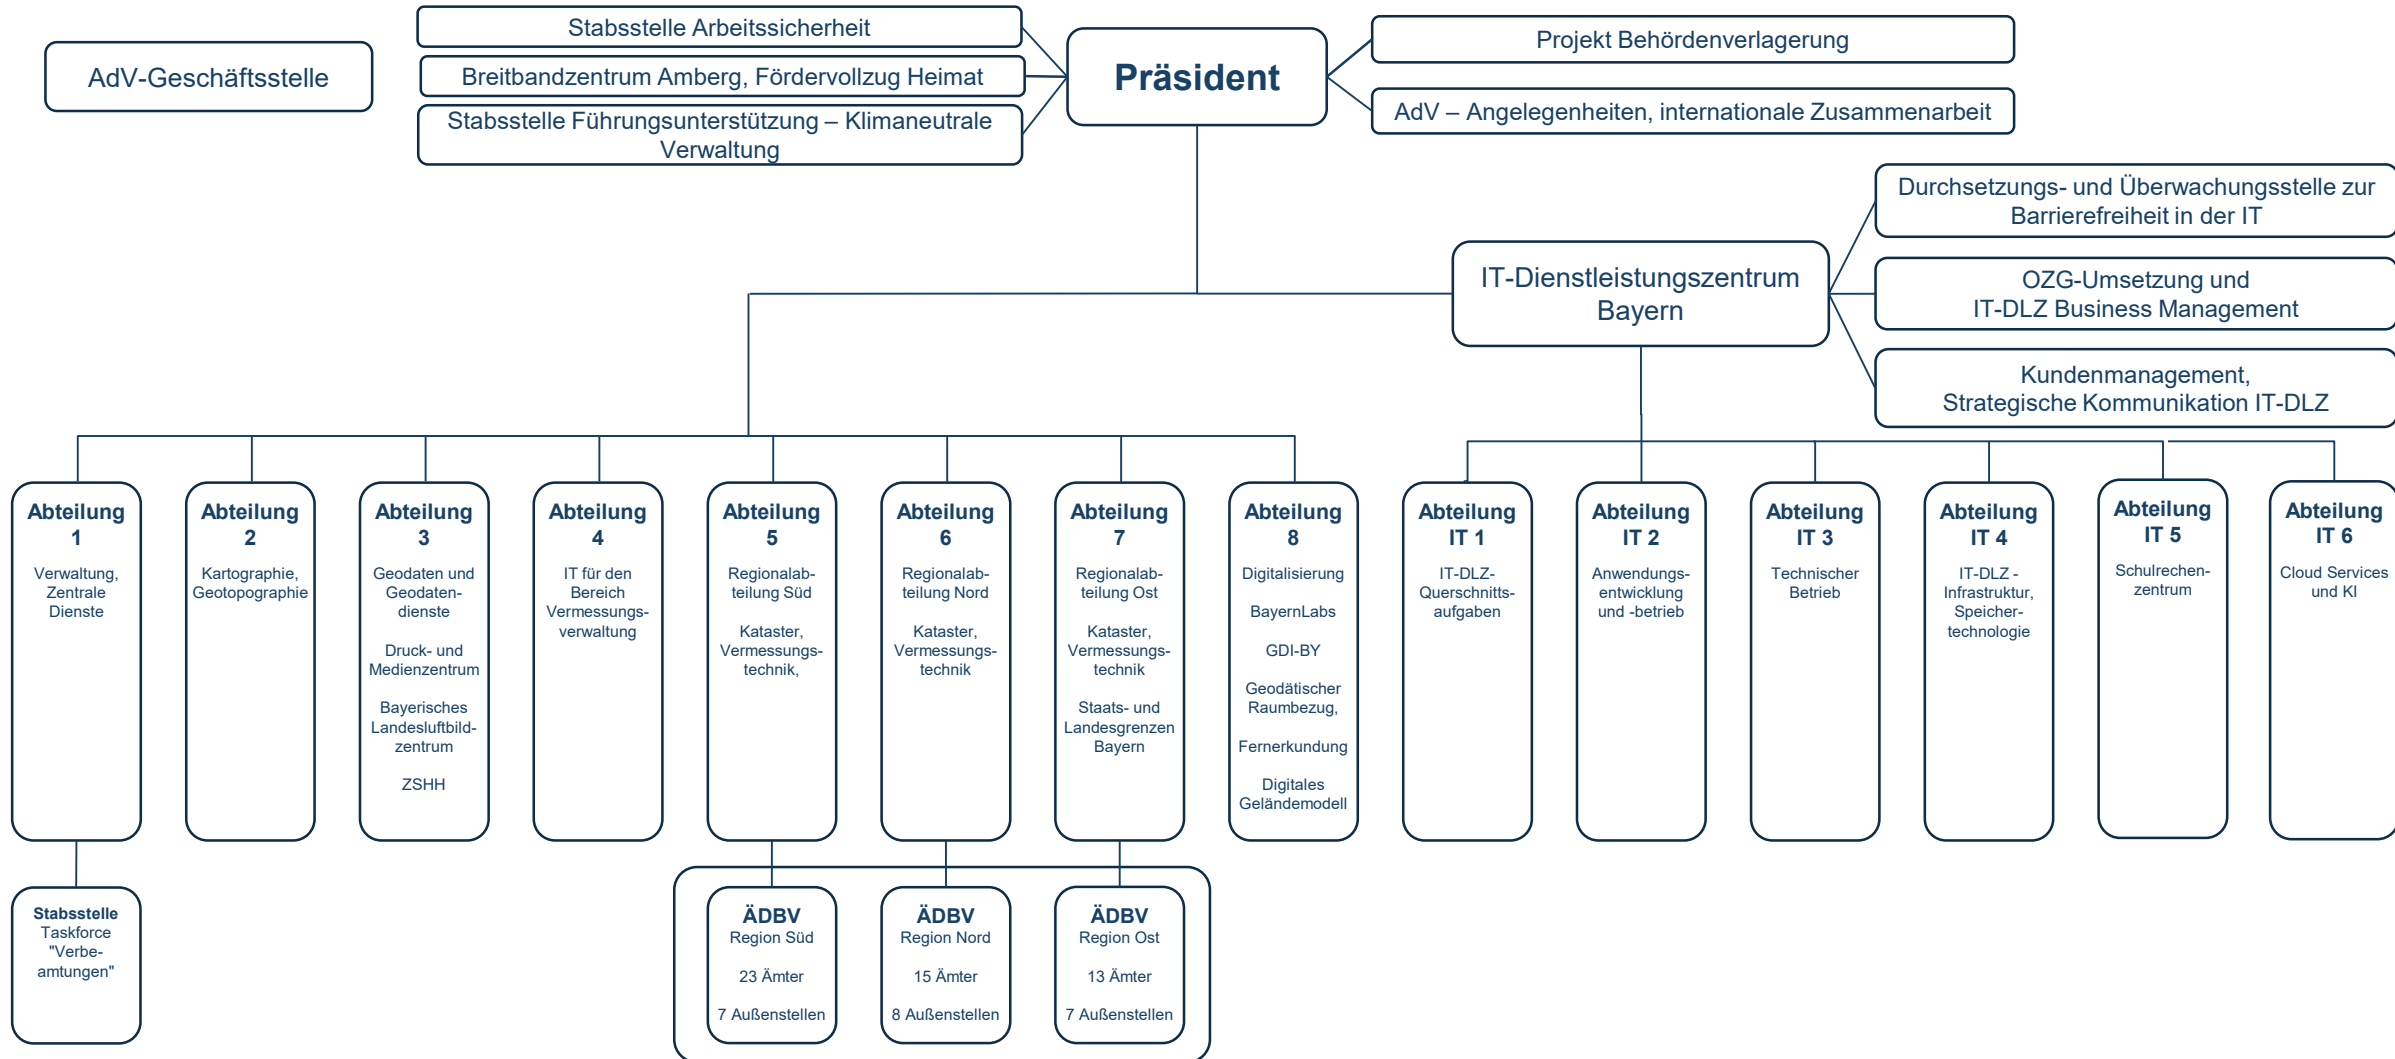 AdV-Geschäftsstelle
Stabsstelle Arbeitssicherheit
Breitbandzentrum Amberg, Fördervollzug Heimat
Stabsstelle Führungsunterstützung – Klimaneutrale
Verwaltung
Präsident
Projekt Behördenverlagerung
AdV – Angelegenheiten, internationale Zusammenarbeit
IT-Dienstleistungszentrum
Bayern
Durchsetzungs- und Überwachungsstelle zur
Barrierefreiheit in der IT
OZG-Umsetzung und
IT-DLZ Business Management
Kundenmanagement,
Strategische Kommunikation IT-DLZ
Abteilung
1
Verwaltung,
Zentrale
Dienste
Abteilung
2
Kartographie,
Geotopographie
Abteilung
3
Geodaten und
Geodaten-
dienste
Druck- und
Medienzentrum
Bayerisches
Landesluftbild-
zentrum
ZSHH
Abteilung
4
IT für den
Bereich
Vermessungs-
verwaltung
Abteilung
5
Regionalab-
teilung Süd
Kataster,
Vermessungs-
technik,
Abteilung
6
Regionalab-
teilung Nord
Kataster,
Vermessungs-
technik
Abteilung
7
Regionalab-
teilung Ost
Kataster,
Vermessungs-
technik
Staats- und
Landesgrenzen
Bayern
Abteilung
8
Digitalisierung
BayernLabs
GDI-BY
Geodätischer
Raumbezug,
Fernerkundung
Digitales
Geländemodell
Abteilung
IT 1
IT-DLZ-
Querschnitts-
aufgaben
Abteilung
IT 2
Anwendungs-
entwicklung
und -betrieb
Abteilung
IT 3
Technischer
Betrieb
Abteilung
IT 4
IT-DLZ -
Infrastruktur,
Speicher-
technologie
Abteilung
IT 5
Schulrechen-
zentrum
Abteilung
IT 6
Cloud Services
und KI
Stabsstelle
Taskforce
"Verbe-
amtungen"
ÄDBV
Region Süd
23 Ämter
7 Außenstellen
ÄDBV
Region Nord
15 Ämter
8 Außenstellen
ÄDBV
Region Ost
13 Ämter
7 Außenstellen